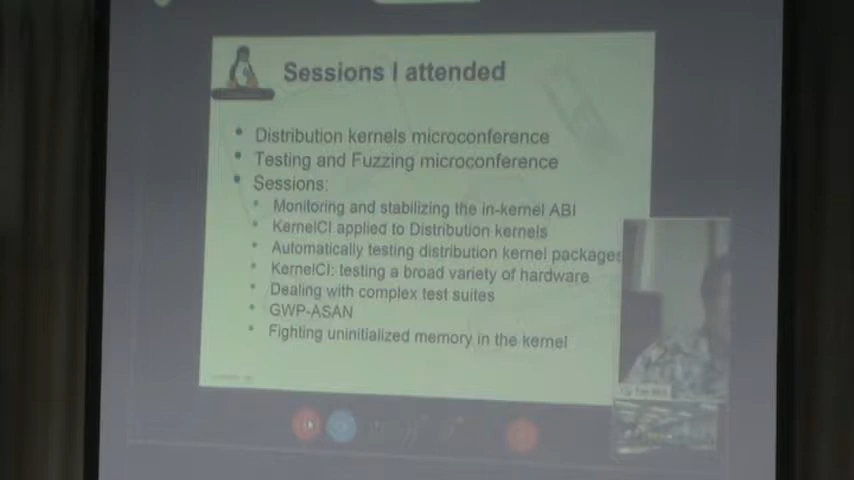 Sessions I attended
Distribution kernels microconference
Testing and Fuzzing microconference
Sessions:
Monitoring and stabilizing the in-kernel ABI
KernelCI applied to Distribution kernels
Automatically testing distribution kernel packages
KernelCI: testing a broad variety of hardware
Dealing with complex test suites
GWP-ASAN
Fighting uninitialized memory in the kernel